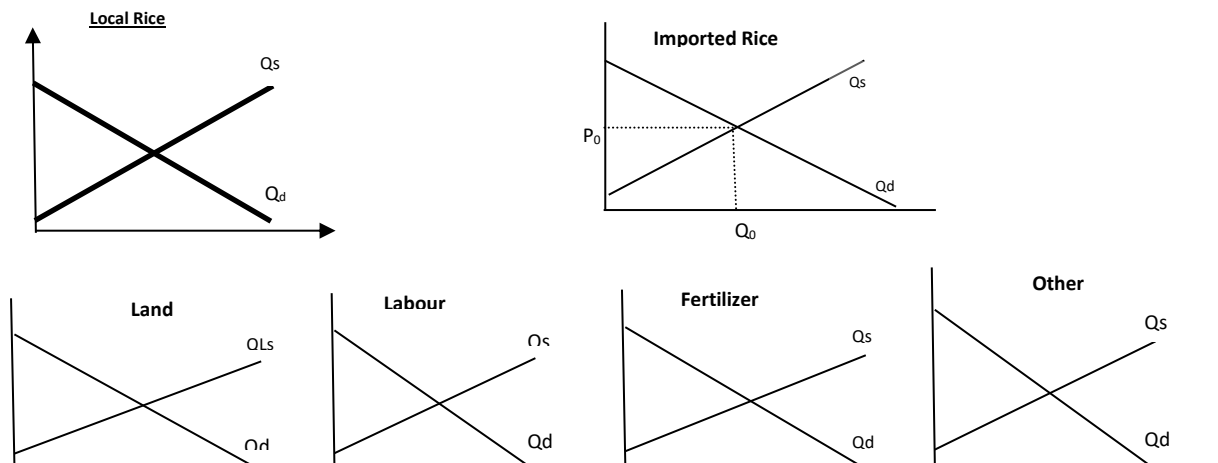 Local Rice
Qs
Qd
Imported Rice
Qs
P0
Qd
Q0
Land
QLs
Qd
Labour
Qs
Qd
Fertilizer
Qs
Qd
Other
Qs
Qd